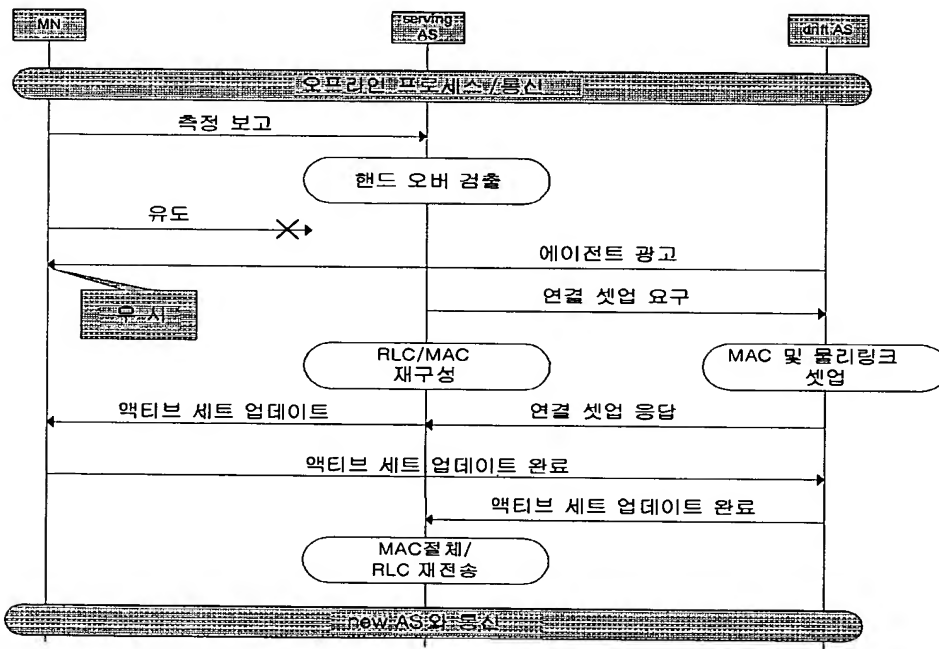 MN
serving
AS
drift AS
오프라인 프로세스/통신
측정 보고
핸드 오버 검출
유도
에이전트 광고
무 시
연결 셋업 요구
RLC/MAC
재구성
MAC 및 물리링크
셋업
액티브 세트 업데이트
연결 셋업 응답
액티브 세트 업데이트 완료
액티브 세트 업데이트 완료
MAC절체/
RLC 재전송
new AS와 통신